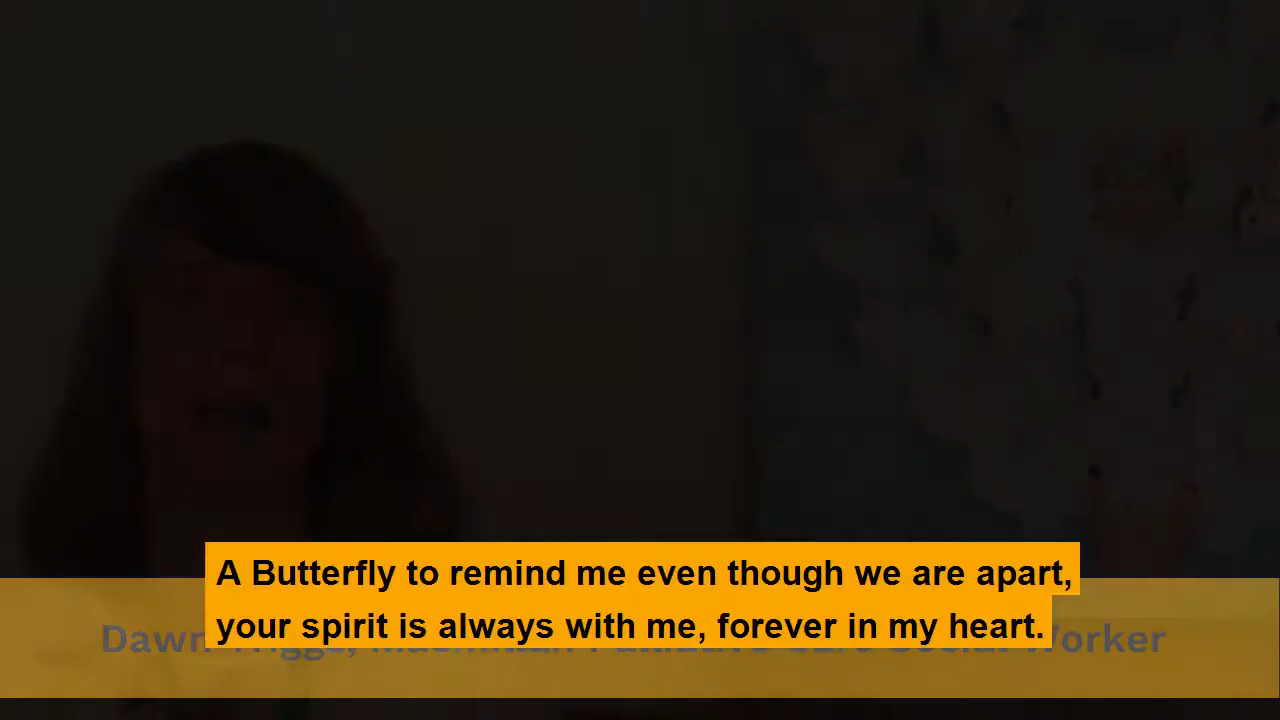 A Butterfly to remind me even though we are apart,
your spirit is always with me, forever in my heart.
Dawn Worker